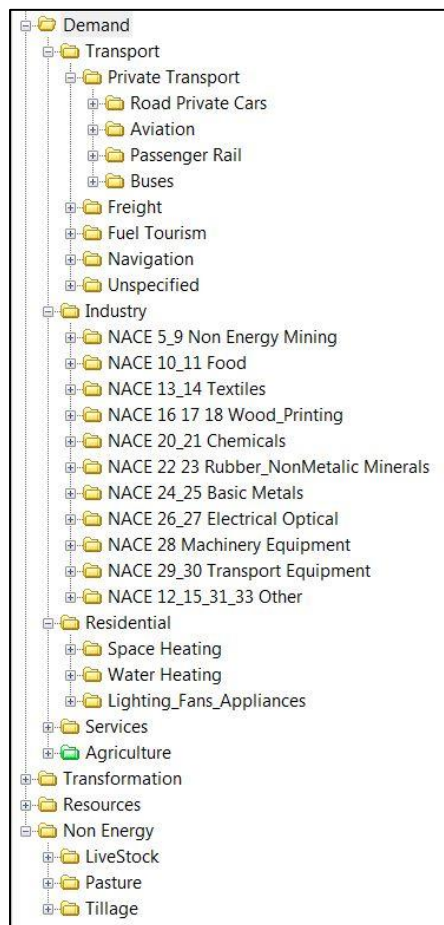 Demand
Transport
Private Transport
Road Private Cars
Aviation
Passenger Rail
Buses
Freight
Fuel Tourism
Navigation
Unspecified
Industry
NACE 5_9 Non Energy Mining
NACE 10_11 Food
NACE 13_14 Textiles
NACE 16 17 18 Wood_Printing
NACE 20_21 Chemicals
NACE 22 23 Rubber_NonMetalic Minerals
NACE 24_25 Basic Metals
NACE 26_27 Electrical Optical
NACE 28 Machinery Equipment
NACE 29_30 Transport Equipment
NACE 12_15_31_33 Other
Residential
Space Heating
Water Heating
Lighting_Fans_Appliances
Services
Agriculture
Transformation
Resources
Non Energy
LiveStock
Pasture
Tillage